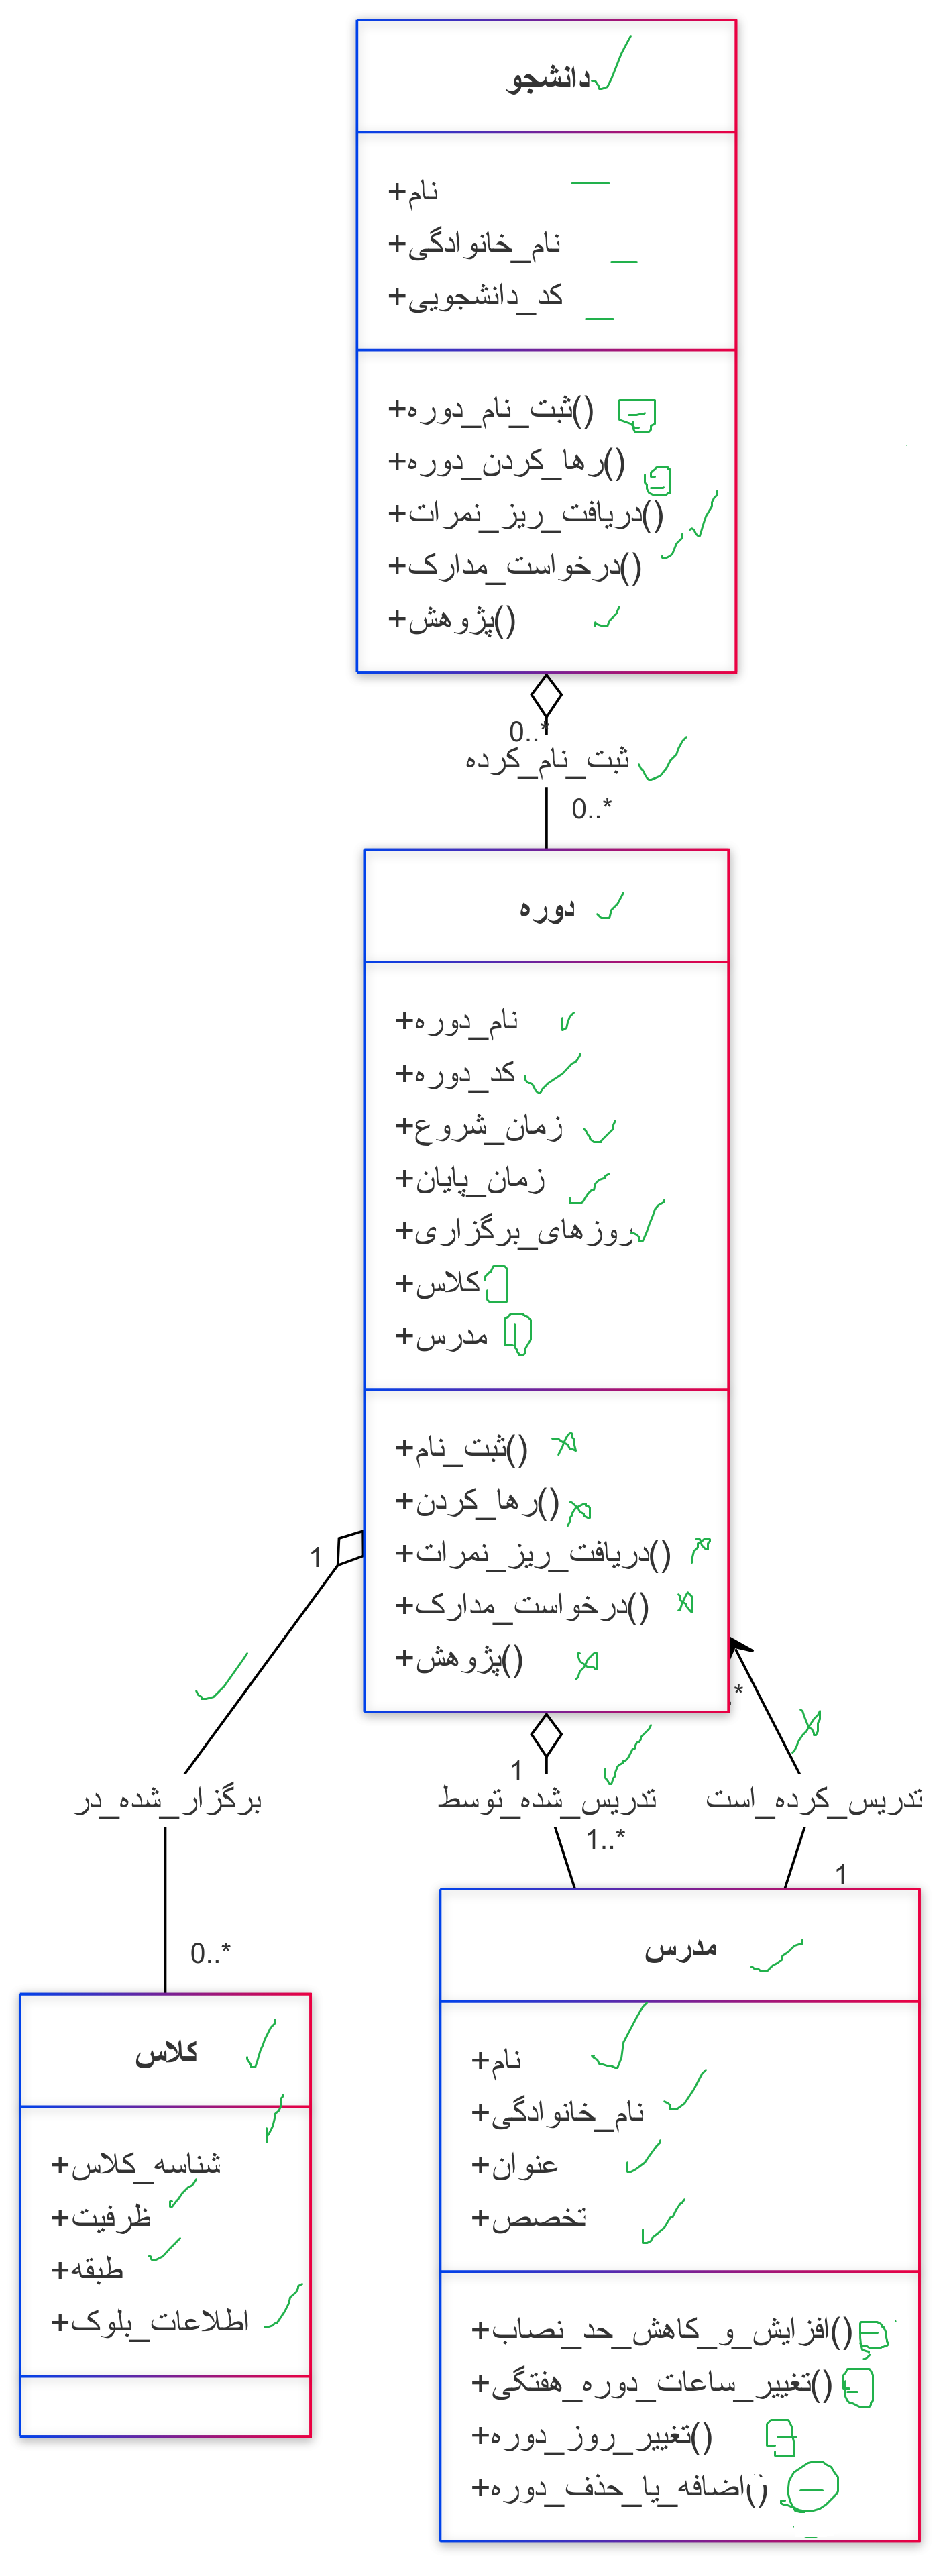 دانشجو
+نام
+نام_خانوادگی
+کد_دانشجویی
+ثبت_نام_دوره()
+رها_کردن_دوره()
+دریافت_ریز_نمرات()
+درخواست_مدارک()
+پژوهش()
0..*
ثبت_نام_کرده
0..*
دوره
+نام_دوره
+کد_دوره
+زمان_شروع
+زمان_پایان
+روزهای_برگزاری
+کلاس
+مدرس
+ثبت_نام()
+رها_کردن()
+دریافت_ریز_نمرات()
+درخواست_مدارک()
+پژوهش()
1
1
.*
برگزار_شده_در
تدریس_شده_توسط
تدریس_کرده_است
1..*
1
0..*
مدرس
+نام
+نام_خانوادگی
+عنوان
+تخصص
+افزایش_و_کاهش_حد_نصاب()
+تغییر_ساعات_دوره_هفتگی()
+تغییر_روز_دوره()
+اضافه_یا_حذف_دوره()
کلاس
+شناسه_کلاس
+ظرفیت
+طبقه
+اطلاعات_بلوک